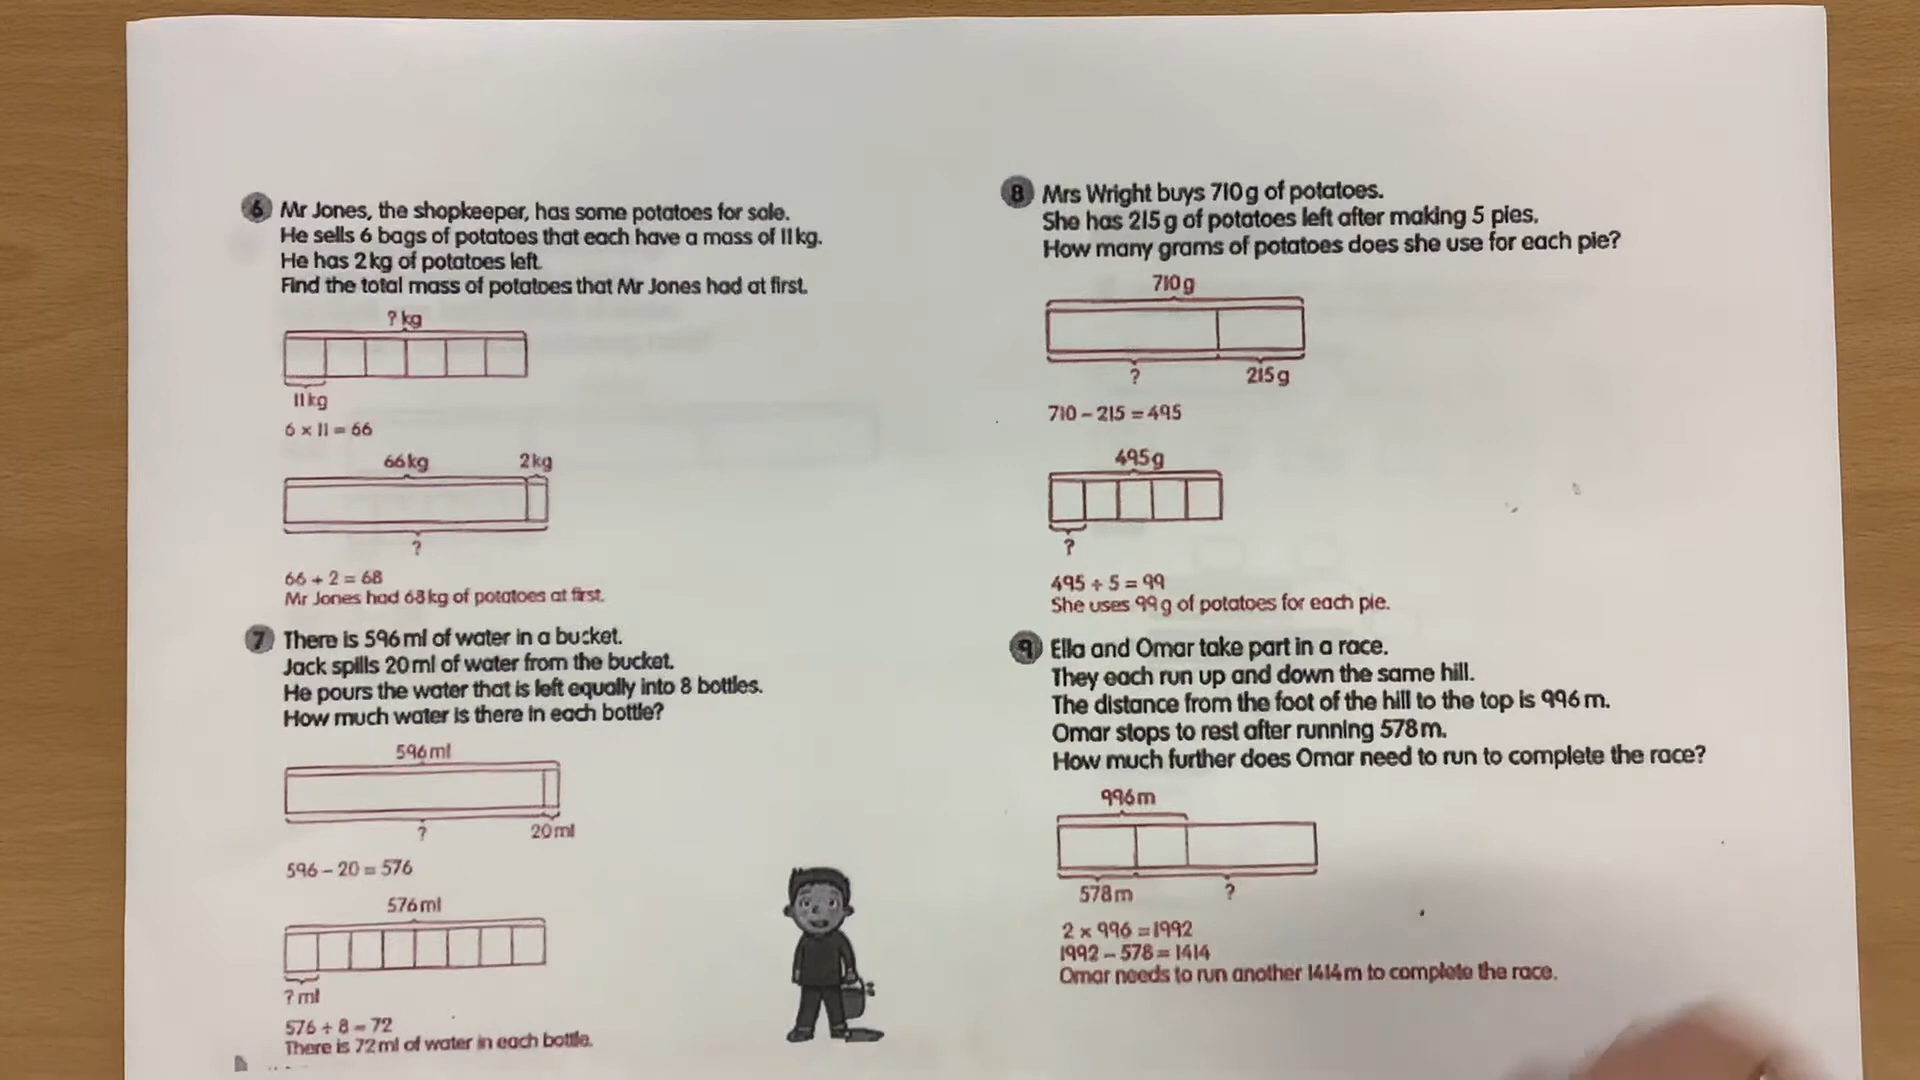 6 Mr Jones, the shopkeeper, has some potatoes for sale.
He sells 6 bags of potatoes that each have a mass of 11 kg.
He has 2 kg of potatoes left.
Find the total mass of potatoes that Mr Jones had at first.
? kg
11 kg
6 × 11 = 66
66 kg 2 kg
?
66 + 2 = 68
Mr Jones had 68 kg of potatoes at first.
7 There is 596 ml of water in a bucket.
Jack spills 20 ml of water from the bucket.
He pours the water that is left equally into 8 bottles.
How much water is there in each bottle?
596 ml
? 20 ml
596 – 20 = 576
576 ml
? ml
576 ÷ 8 = 72
There is 72 ml of water in each bottle.
8 Mrs Wright buys 710 g of potatoes.
She has 215 g of potatoes left after making 5 pies.
How many grams of potatoes does she use for each pie?
710 g
? 215 g
710 – 215 = 495
495 g
?
495 ÷ 5 = 99
She uses 99 g of potatoes for each pie.
9 Ella and Omar take part in a race.
They each run up and down the same hill.
The distance from the foot of the hill to the top is 996 m.
Omar stops to rest after running 578 m.
How much further does Omar need to run to complete the race?
996 m
578 m ?
2 × 996 = 1992
1992 – 578 = 1414
Omar needs to run another 1414 m to complete the race.